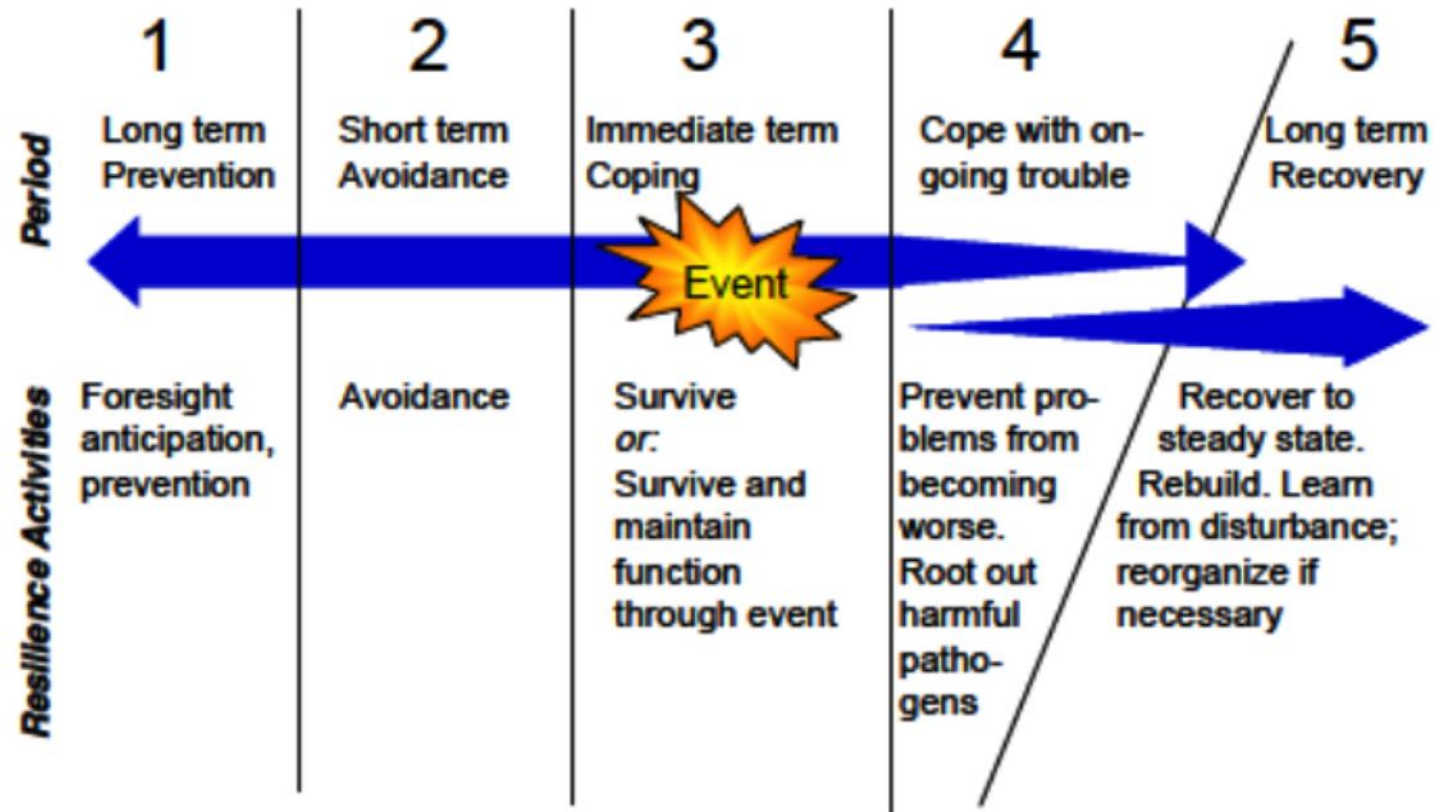 1
2
3
4
5
Period
Long term
Prevention
Short term
Avoidance
Immediate term
Coping
Cope with on-
going trouble
Long term
Recovery
Event
Resilience Activities
Foresight
anticipation,
prevention
Avoidance
Survive
or:
Survive and
maintain
function
through event
Prevent pro-
blems from
becoming
worse.
Root out
harmful
patho-
gens
Recover to
steady state.
Rebuild. Learn
from disturbance;
reorganize if
necessary